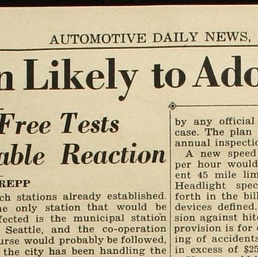 AUTOMOTIVE DAILY NEWS,
n Likely to Ado
Free Tests
able Reaction
REPP
ch stations already established.
he only station that would be
fected is the municipal station
Seattle, and the co-operation
urse would probably be followed,
the city has been handling the
by any official
case. The plan
annual inspectio
A new speed
per hour would
ent 45 mile lim
Headlight spec
forth in the bill
devices defined.
sion against hit
provision is for
ing of accidents
in excess of $25